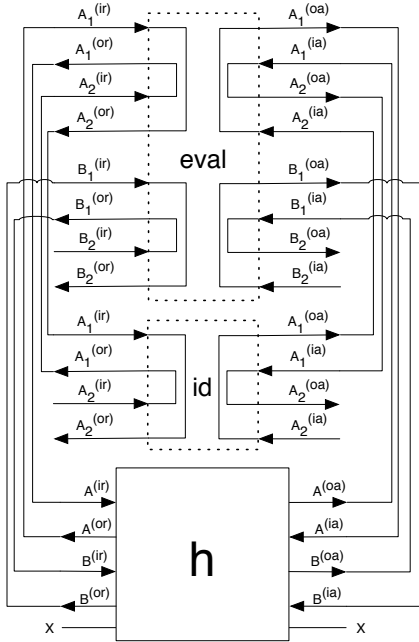 A₁⁽ⁱʳ⁾ A₁⁽ᵒᵃ⁾
A₁⁽ᵒʳ⁾ A₁⁽ⁱᵃ⁾
A₂⁽ⁱʳ⁾ A₂⁽ᵒᵃ⁾
A₂⁽ᵒʳ⁾ A₂⁽ⁱᵃ⁾
eval
B₁⁽ⁱʳ⁾ B₁⁽ᵒᵃ⁾
B₁⁽ᵒʳ⁾ B₁⁽ⁱᵃ⁾
B₂⁽ⁱʳ⁾ B₂⁽ᵒᵃ⁾
B₂⁽ᵒʳ⁾ B₂⁽ⁱᵃ⁾
A₁⁽ⁱʳ⁾ A₁⁽ᵒᵃ⁾
A₁⁽ᵒʳ⁾ A₁⁽ⁱᵃ⁾
A₂⁽ⁱʳ⁾ id A₂⁽ᵒᵃ⁾
A₂⁽ᵒʳ⁾ A₂⁽ⁱᵃ⁾
A⁽ⁱʳ⁾ A⁽ᵒᵃ⁾
A⁽ᵒʳ⁾ A⁽ⁱᵃ⁾
h
B⁽ⁱʳ⁾ B⁽ᵒᵃ⁾
B⁽ᵒʳ⁾ B⁽ⁱᵃ⁾
X X